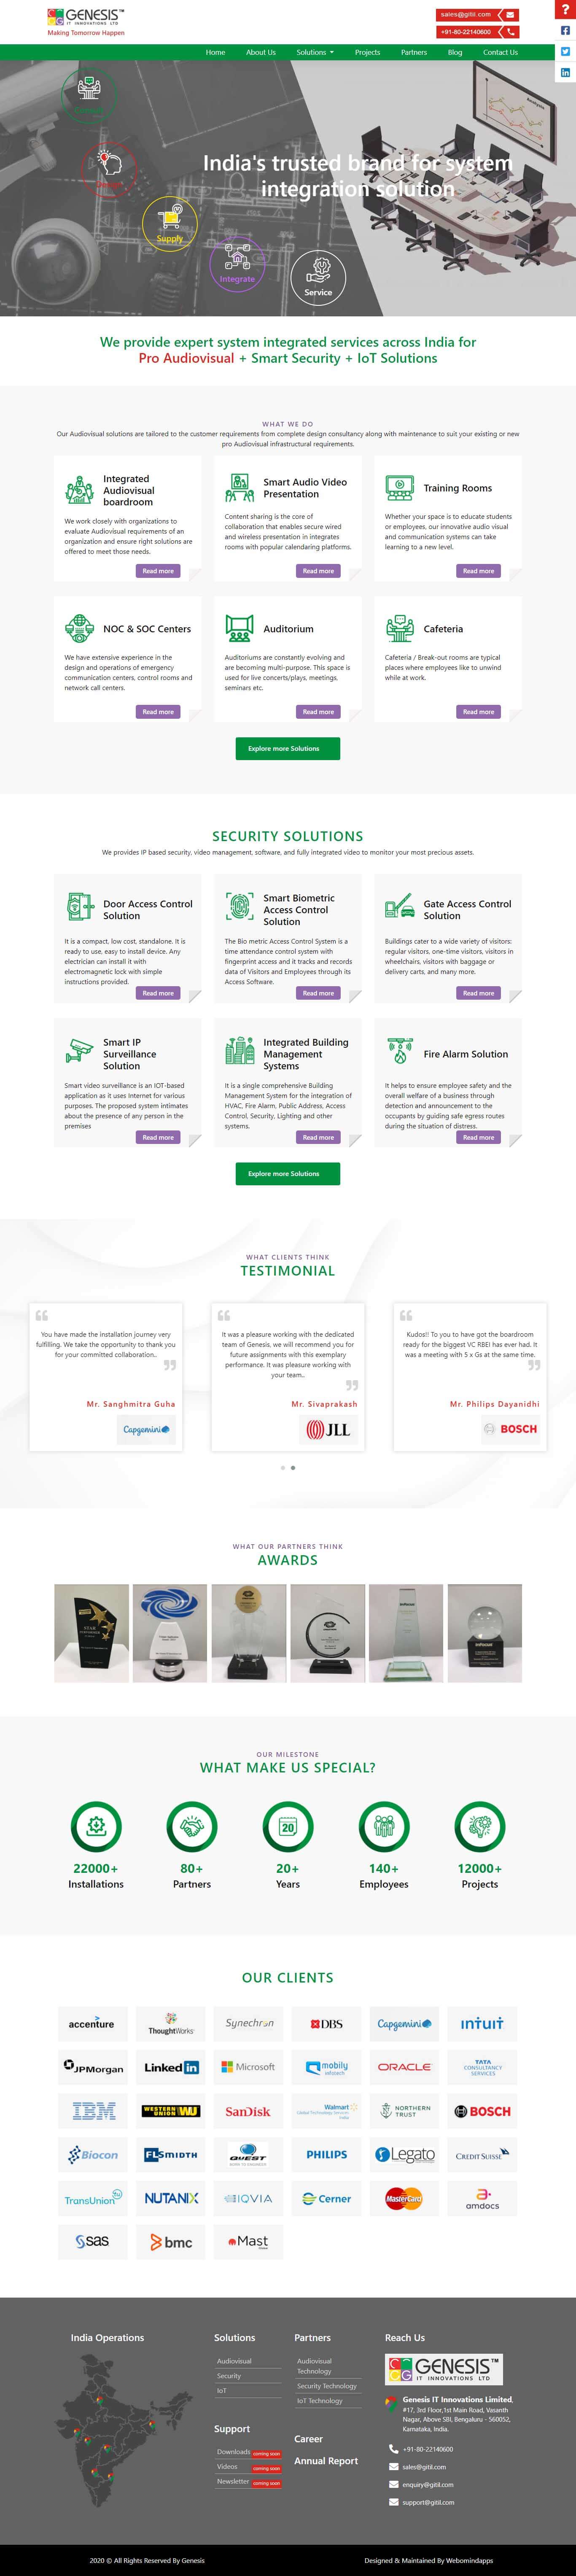 GENESIS™
IT INNOVATIONS LTD
Making Tomorrow Happen
sales@gitil.com
+91-80-22140600
?
Home About Us Solutions Projects Partners Blog Contact Us
India's trusted brand for system
integration solution
Supply
Integrate
Service
We provide expert system integrated services across India for
Pro Audiovisual + Smart Security + IoT Solutions
WHAT WE DO
Our Audiovisual solutions are tailored to the customer requirements from complete design consultancy along with maintenance to suit your existing or new
pro Audiovisual infrastructural requirements.
Integrated
Audiovisual
boardroom
We work closely with organizations to
evaluate Audiovisual requirements of an
organization and ensure right solutions are
offered to meet those needs.
Read more
Smart Audio Video
Presentation
Content sharing is the core of
collaboration that enables secure wired
and wireless presentation in integrates
rooms with popular calendaring platforms.
Read more
Training Rooms
Whether your space is to educate students
or employees, our innovative audio visual
and communication systems can take
learning to a new level.
Read more
NOC & SOC Centers
We have extensive experience in the
design and operations of emergency
communication centers, control rooms and
network call centers.
Read more
Auditorium
Auditoriums are constantly evolving and
are becoming multi-purpose. This space is
used for live concerts/plays, meetings,
seminars etc.
Read more
Cafeteria
Cafeteria / Break-out rooms are typical
places where employees like to unwind
while at work.
Read more
Explore more Solutions
SECURITY SOLUTIONS
We provides IP based security, video management, software, and fully integrated video to monitor your most precious assets.
Door Access Control
Solution
It is a compact, low cost, standalone. It is
ready to use, easy to install device. Any
electrician can install it with
electromagnetic lock with simple
instructions provided.
Read more
Smart Biometric
Access Control
Solution
The Bio metric Access Control System is a
time attendance control system with
fingerprint access and it tracks and records
data of Visitors and Employees through its
Access Software.
Read more
Gate Access Control
Solution
Buildings cater to a wide variety of visitors:
regular visitors, one-time visitors, visitors in
wheelchairs, visitors with baggage or
delivery carts, and many more.
Read more
Smart IP
Surveillance
Solution
Smart video surveillance is an IOT-based
application as it uses Internet for various
purposes. The proposed system intimates
about the presence of any person in the
premises
Read more
Integrated Building
Management
Systems
It is a single comprehensive Building
Management System for the integration of
HVAC, Fire Alarm, Public Address, Access
Control, Security, Lighting and other
systems.
Read more
Fire Alarm Solution
It helps to ensure employee safety and the
overall welfare of a business through
detection and announcement to the
occupants by guiding safe egress routes
during the situation of distress.
Read more
Explore more Solutions
WHAT CLIENTS THINK
TESTIMONIAL
You have made the installation journey very
fulfilling. We take the opportunity to thank you
for your committed collaboration..
Mr. Sanghmitra Guha
Capgemini
It was a pleasure working with the dedicated
team of Genesis, we will recommend you for
future assignments with this exemplary
performance. It was pleasure working with
your team..
Mr. Sivaprakash
JLL
Kudos!! To you to have got the boardroom
ready for the biggest VC RBEI has ever had. It
was a meeting with 5 x Gs at the same time.
Mr. Philips Dayanidhi
BOSCH
WHAT OUR PARTNERS THINK
AWARDS
OUR MILESTONE
WHAT MAKE US SPECIAL?
20
22000+ 80+ 20+ 140+ 12000+
Installations Partners Years Employees Projects
OUR CLIENTS
accenture ThoughtWorks Synechron DBS Capgemini intuit
JPMorgan Linked in Microsoft mobily infotech ORACLE TATA CONSULTANCY SERVICES
IBM WESTERN UNION WU SanDisk Walmart Global Technology Services India NORTHERN TRUST BOSCH
Biocon FLSMIDTH QUEST PHILIPS Legato CREDIT SUISSE
TransUnion NUTANIX IQVIA Cerner MasterCard amdocs
sas bmc Mast
India Operations
Solutions
Audiovisual
Security
IoT
Support
Downloads coming soon
Videos coming soon
Newsletter coming soon
Partners
Audiovisual
Technology
Security Technology
IoT Technology
Career
Annual Report
Reach Us
GENESIS™
IT INNOVATIONS LTD
Genesis IT Innovations Limited,
#17, 3rd Floor,1st Main Road, Vasanth
Nagar, Above SBI, Bengaluru - 560052,
Karnataka, India.
+91-80-22140600
sales@gitil.com
enquiry@gitil.com
support@gitil.com
2020 © All Rights Reserved By Genesis
Designed & Maintained By Webomindapps